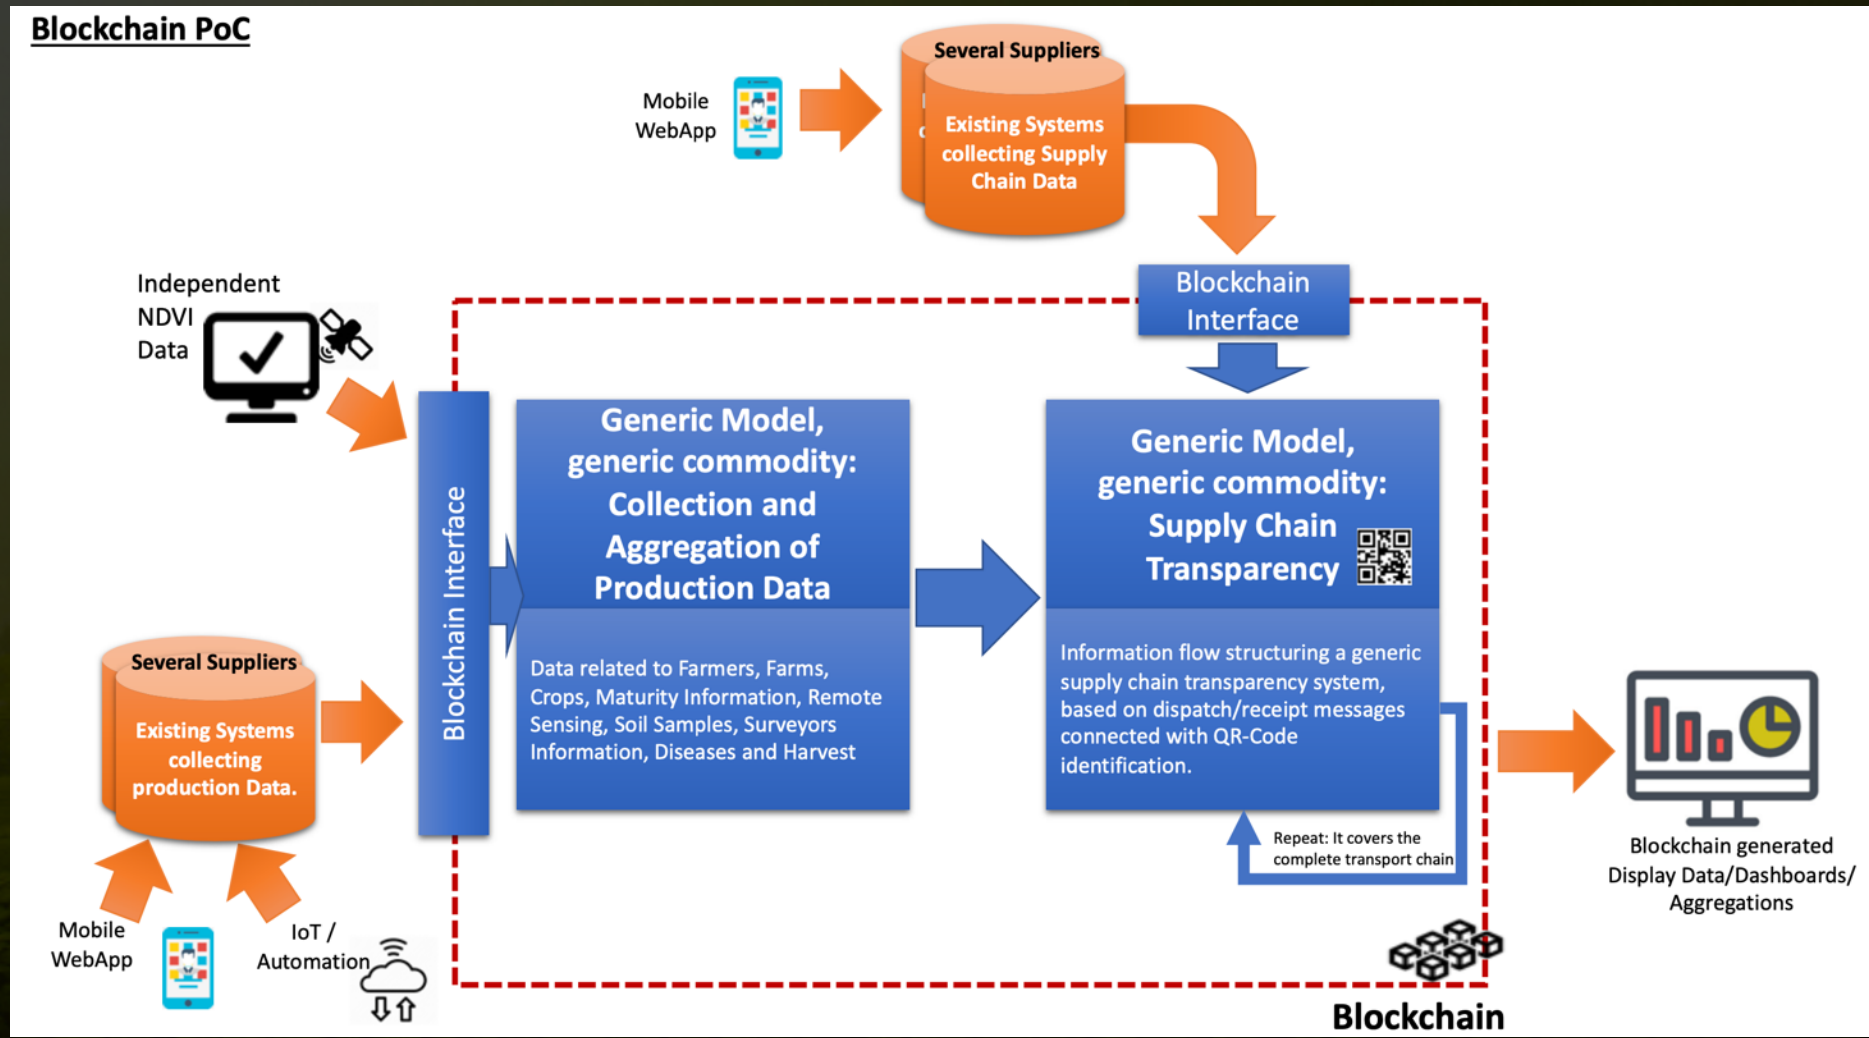 Blockchain PoC
Several Suppliers
Existing Systems
collecting Supply
Chain Data
Mobile
WebApp
Blockchain
Interface
Independent
NDVI
Data
Blockchain Interface
Generic Model,
generic commodity:
Collection and
Aggregation of
Production Data
Data related to Farmers, Farms,
Crops, Maturity Information, Remote
Sensing, Soil Samples, Surveyors
Information, Diseases and Harvest
Generic Model,
generic commodity:
Supply Chain
Transparency
Information flow structuring a generic
supply chain transparency system,
based on dispatch/receipt messages
connected with QR-Code
identification.
Repeat: It covers the
complete transport chain
Several Suppliers
Existing Systems
collecting
production Data.
Mobile
WebApp
IoT /
Automation
Blockchain generated
Display Data/Dashboards/
Aggregations
Blockchain